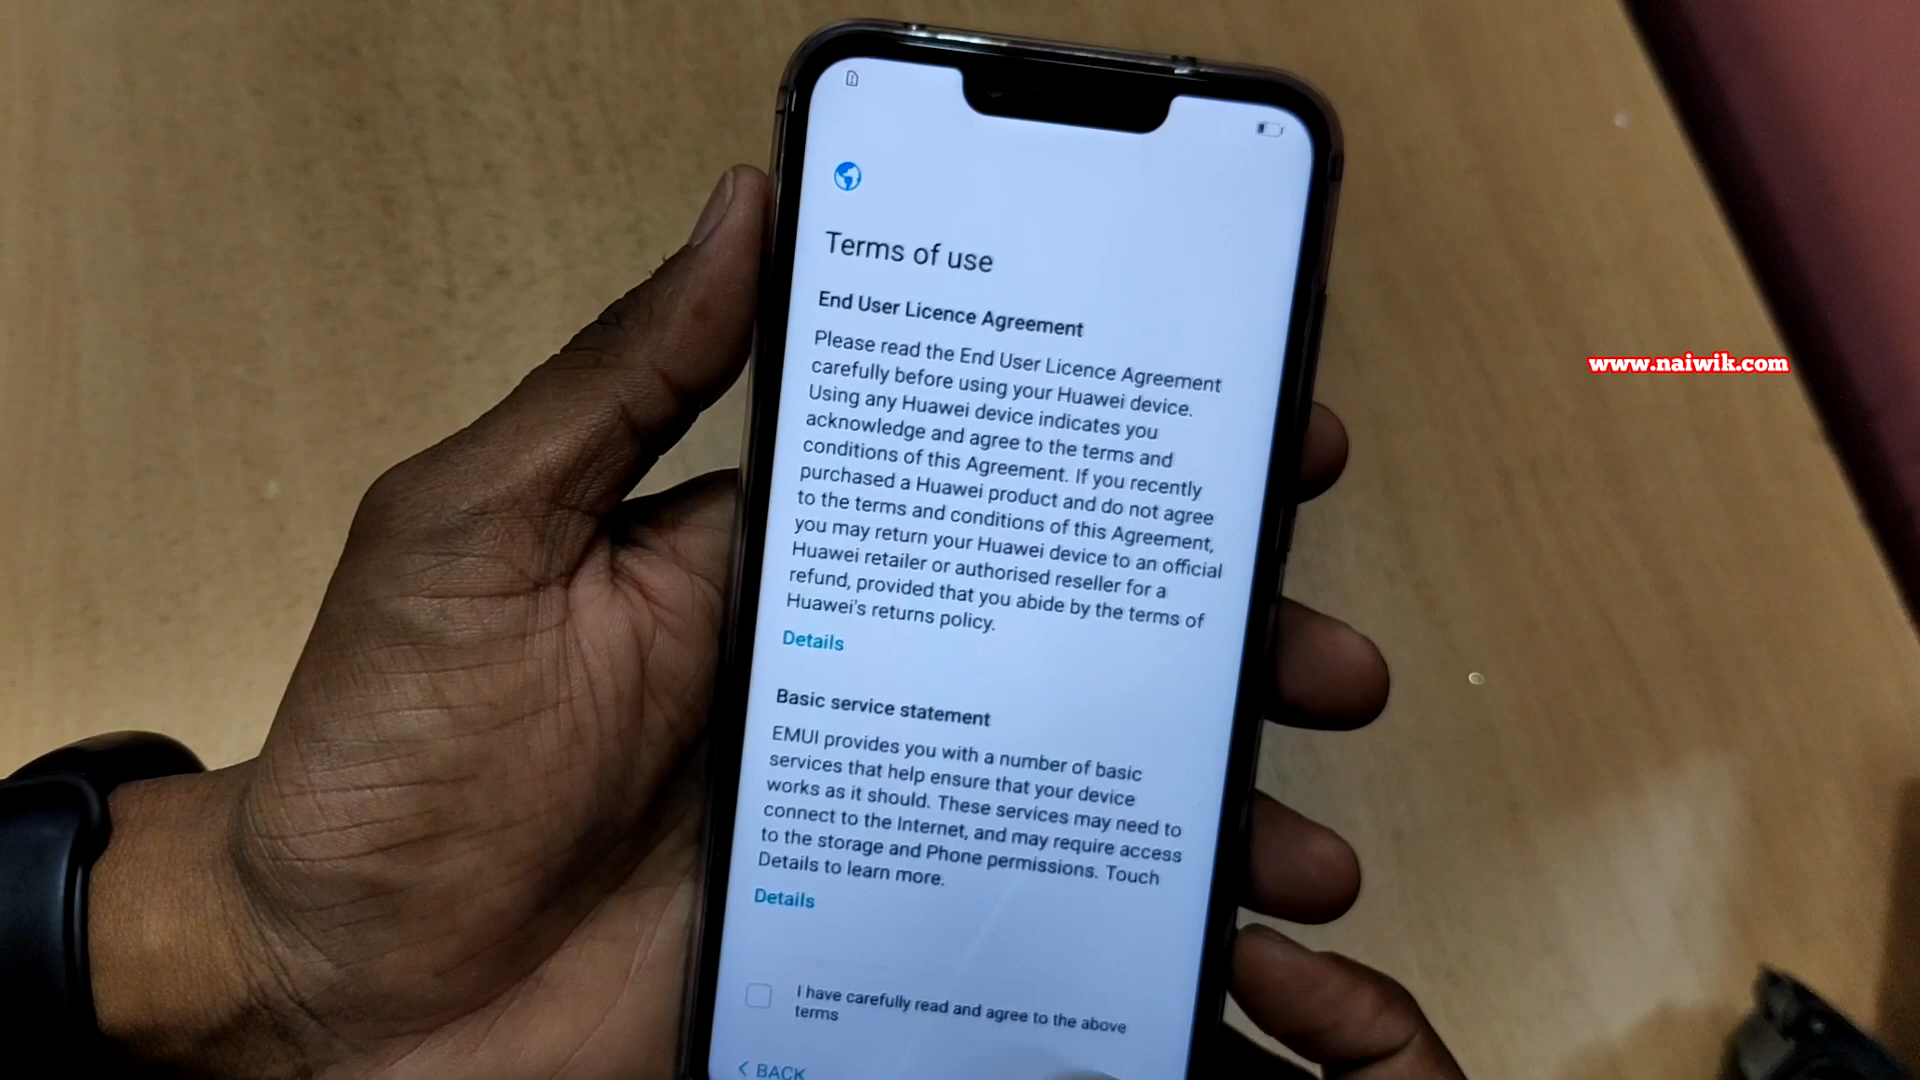 Terms of use
End User Licence Agreement
Please read the End User Licence Agreement
carefully before using your Huawei device.
Using any Huawei device indicates you
acknowledge and agree to the terms and
conditions of this Agreement. If you recently
purchased a Huawei product and do not agree
to the terms and conditions of this Agreement,
you may return your Huawei device to an official
Huawei retailer or authorised reseller for a
refund, provided that you abide by the terms of
Huawei's returns policy.
Details
Basic service statement
EMUI provides you with a number of basic
services that help ensure that your device
works as it should. These services may need to
connect to the Internet, and may require access
to the storage and Phone permissions. Touch
Details to learn more.
Details
I have carefully read and agree to the above
terms
< BACK
www.naiwik.com